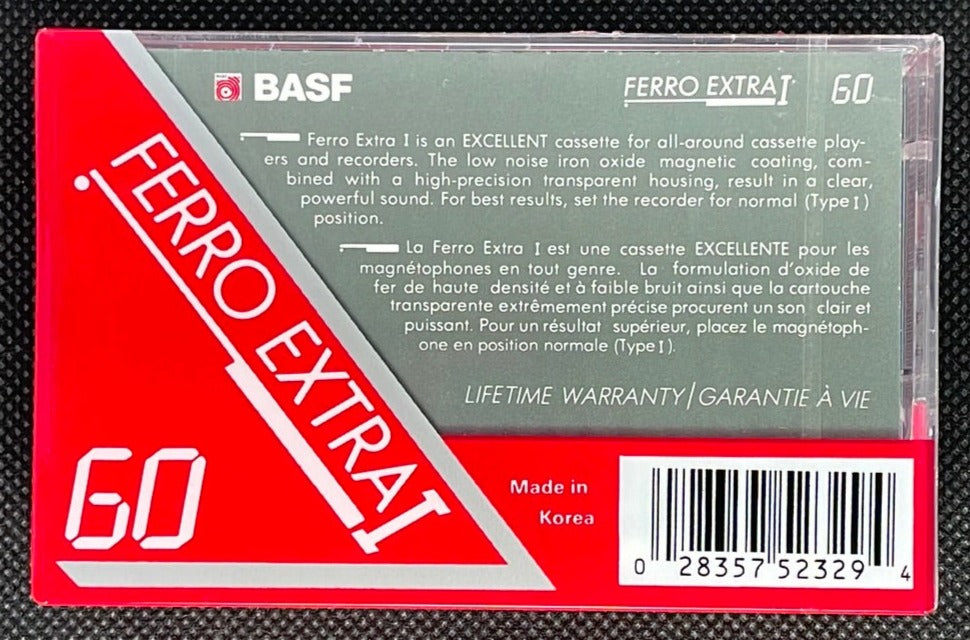 BASF
FERRO EXTRA I 60
Ferro Extra I is an EXCELLENT cassette for all-around cassette play-
ers and recorders. The low noise iron oxide magnetic coating, com-
bined with a high-precision transparent housing, result in a clear,
powerful sound. For best results, set the recorder for normal (Type I)
position.
La Ferro Extra I est une cassette EXCELLENTE pour les
magnétophones en tout genre. La formulation d'oxide de
fer de haute densité et à faible bruit ainsi que la cartouche
transparente extrêmement précise procurent un son clair et
puissant. Pour un résultat supérieur, placez le magnétoph-
one en position normale (Type I).
LIFETIME WARRANTY/GARANTIE À VIE
FERRO EXTRA I
60
Made in
Korea
0 28357 52329 4